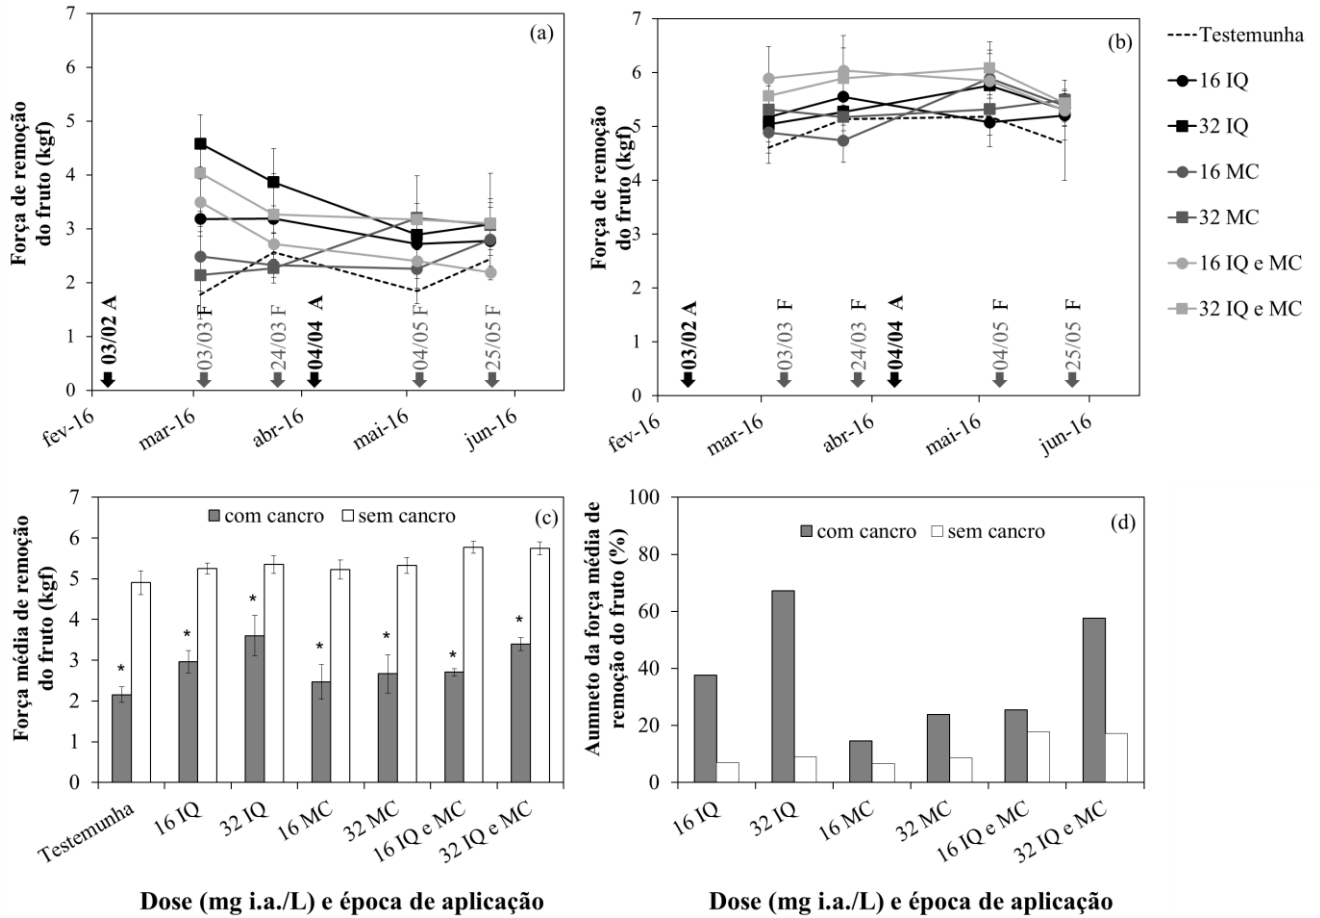 (a)
Força de remoção
do fruto (kgf)
7
6
5
4
3
2
1
0
03/02 A
03/03 F
24/03 F
04/04 A
04/05 F
25/05 F
fev-16
mar-16
abr-16
mai-16
jun-16
(b)
Força de remoção
do fruto (kgf)
7
6
5
4
3
2
1
0
03/02 A
03/03 F
24/03 F
04/04 A
04/05 F
25/05 F
fev-16
mar-16
abr-16
mai-16
jun-16
Testemunha
16 IQ
32 IQ
16 MC
32 MC
16 IQ e MC
32 IQ e MC
(c)
com cancro sem cancro
Força média de remoção
do fruto (kgf)
7
6
5
4
3
2
1
0
* * * * * * *
Testemunha
16 IQ
32 IQ
16 MC
32 MC
16 IQ e MC
32 IQ e MC
Dose (mg i.a./L) e época de aplicação
(d)
com cancro sem cancro
Aumneto da força média de
remoção do fruto (%)
100
80
60
40
20
0
16 IQ
32 IQ
16 MC
32 MC
16 IQ e MC
32 IQ e MC
Dose (mg i.a./L) e época de aplicação